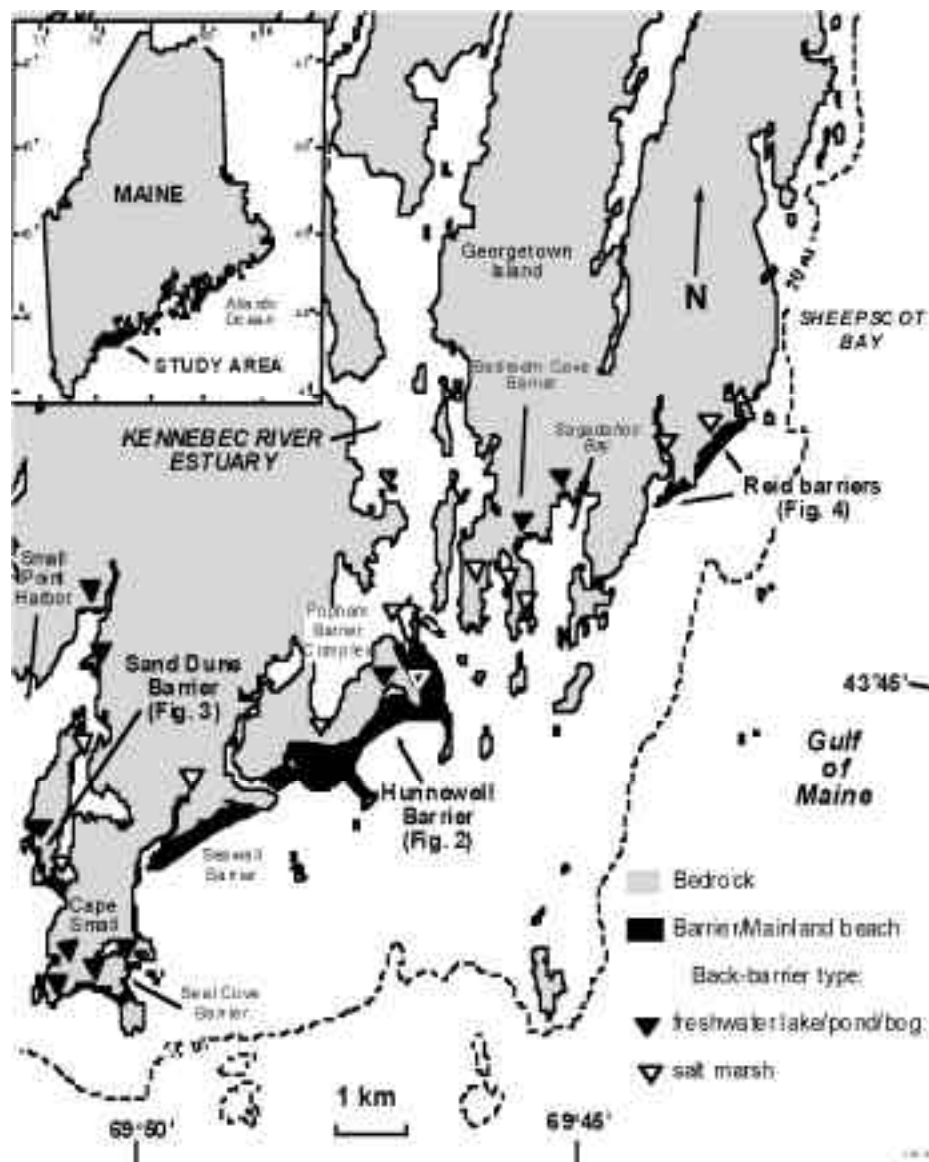 MAINE
STUDY AREA
Georgetown
Island
N
20 m
SHEEPSCOT
BAY
Barrier
KENNEBEC RIVER
ESTUARY
Reid barriers
(Fig. 4)
Small
Point
Harbor
Popham
Barrier
Complex
Sand Dune
Barrier
(Fig. 3)
43°45'
Gulf
of
Maine
Hunnewell
Barrier
(Fig. 2)
Seawall
Barrier
Bedrock
Cape
Small
Barrier/Mainland beach
Back-barrier type:
Seal Cove
Barrier
freshwater lake/pond/bog
salt marsh
1 km
69°50'
69°45'